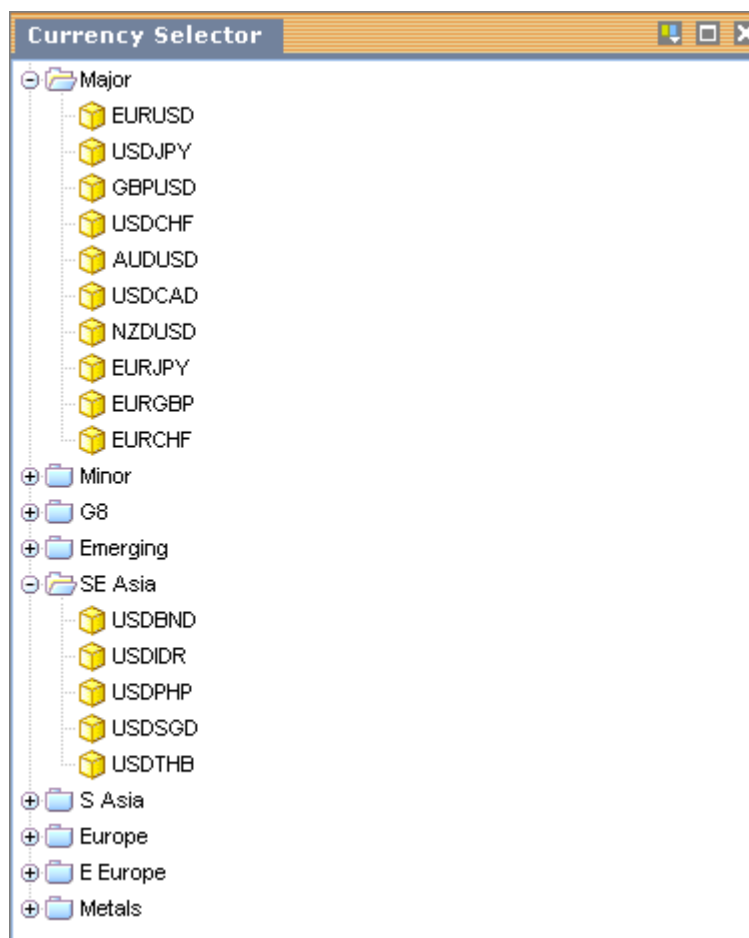 Currency Selector
Major
EURUSD
USDJPY
GBPUSD
USDCHF
AUDUSD
USDCAD
NZDUSD
EURJPY
EURGBP
EURCHF
Minor
G8
Emerging
SE Asia
USDBND
USDIDR
USDPHP
USDSGD
USDTHB
S Asia
Europe
E Europe
Metals